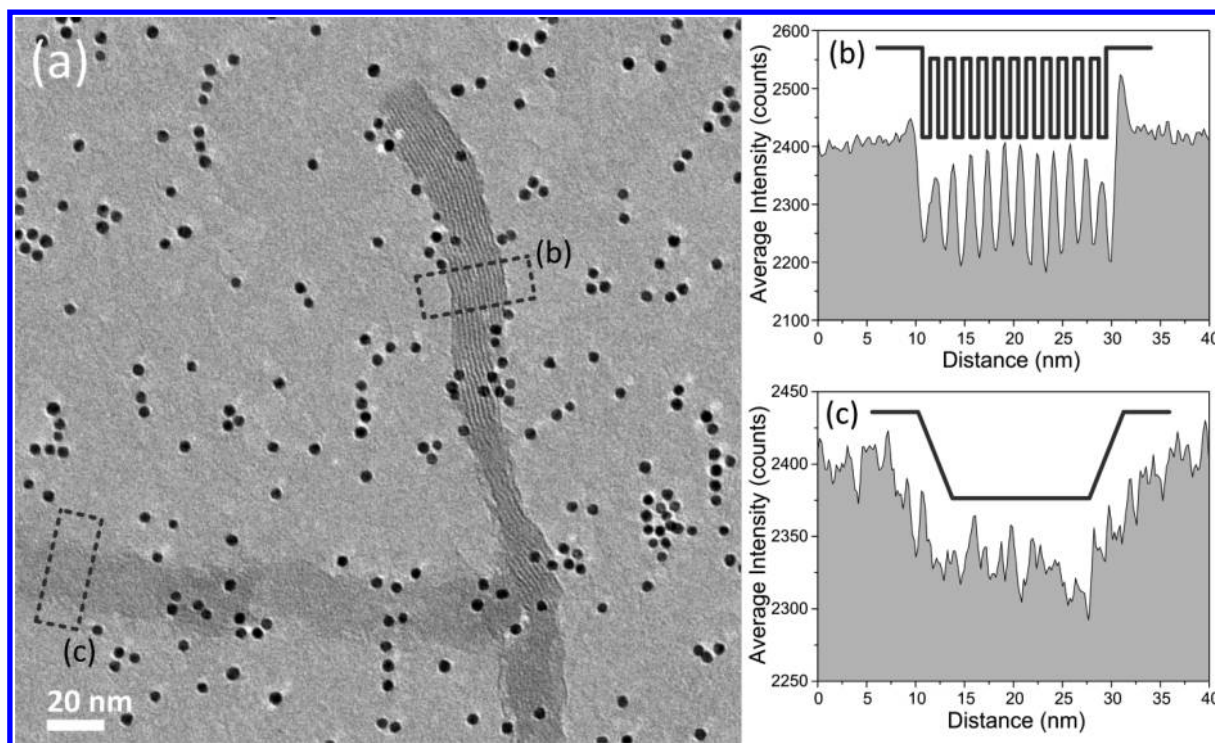 (a)
(b)
(c)
20 nm
(b)
Average Intensity (counts)
2600
2500
2400
2300
2200
2100
0 5 10 15 20 25 30 35 40
Distance (nm)
(c)
Average Intensity (counts)
2450
2400
2350
2300
2250
0 5 10 15 20 25 30 35 40
Distance (nm)